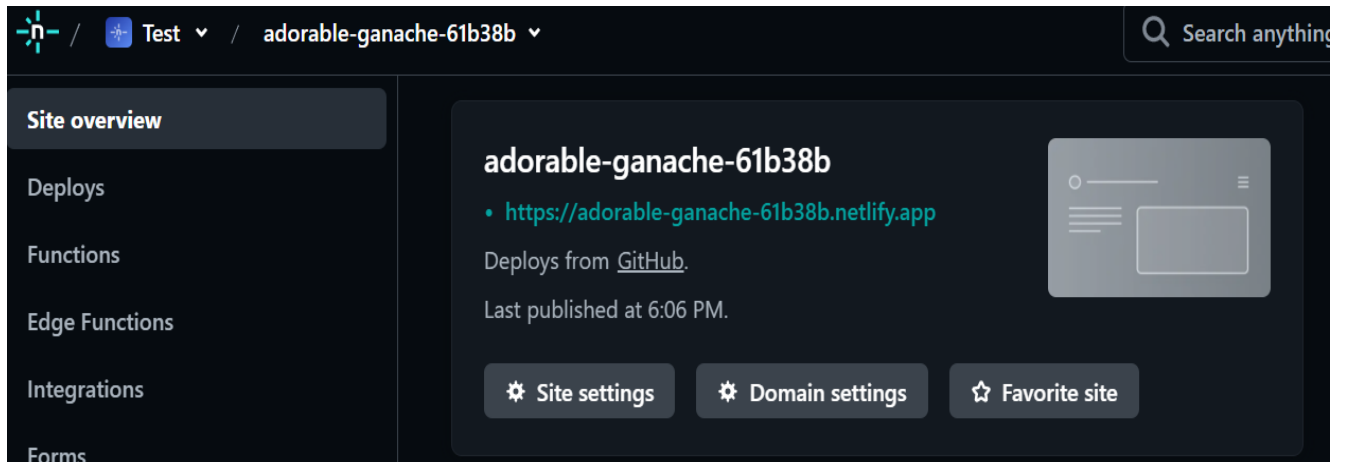 n / Test / adorable-ganache-61b38b
Search anything
Site overview
Deploys
Functions
Edge Functions
Integrations
Forms
adorable-ganache-61b38b
• https://adorable-ganache-61b38b.netlify.app
Deploys from GitHub.
Last published at 6:06 PM.
Site settings
Domain settings
Favorite site